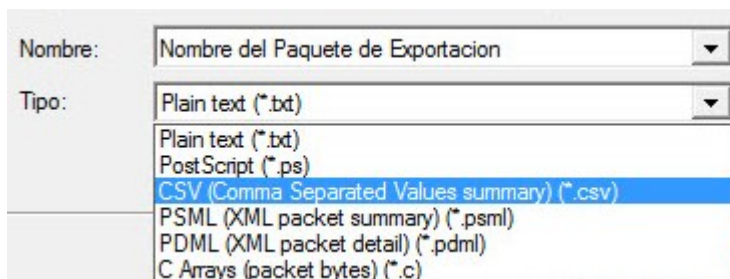 Nombre: Nombre del Paquete de Exportacion
Tipo: Plain text (*.txt)
Plain text (*.txt)
PostScript (*.ps)
CSV (Comma Separated Values summary) (*.csv)
PSML (XML packet summary) (*.psml)
PDML (XML packet detail) (*.pdml)
C Arrays (packet bytes) (*.c)